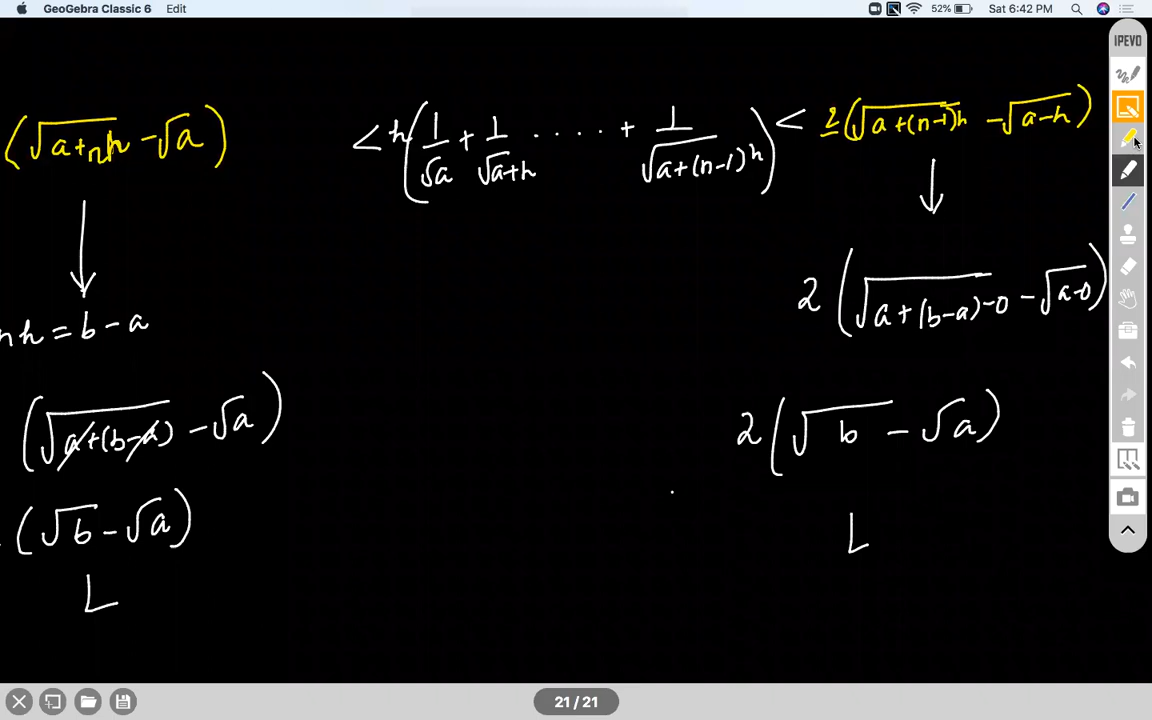 GeoGebra Classic 6 Edit 52% Sat 6:42 PM
IPEVO
(√(a+nh) - √a) < h(1/√a + 1/√(a+h) ..... + 1/√(a+(n-1)h)) < 2(√(a+(n-1)h) - √(a-h))
2(√(a+(b-a)-0) - √(a-0))
nh = b - a
(√(a+(b-a)) - √a)
2(√b - √a)
(√b - √a)
L
L
21 / 21